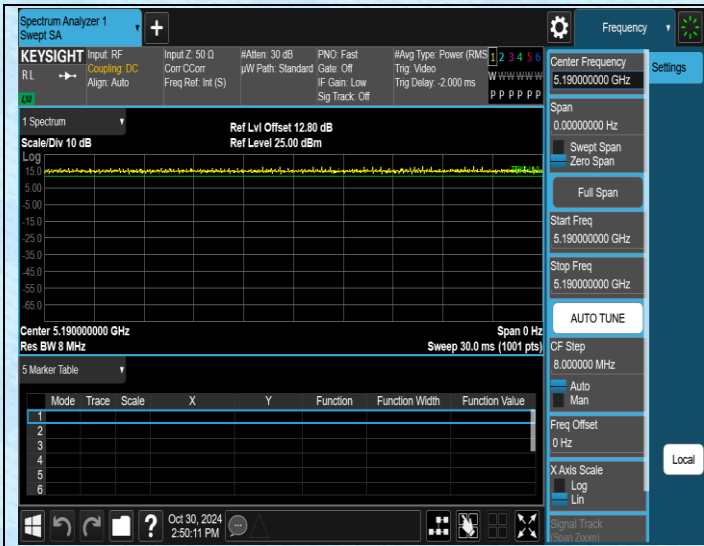 Spectrum Analyzer 1
Swept SA
Frequency
KEYSIGHT
RL
LXI
Input: RF
Coupling: DC
Align: Auto
Input Z: 50 Ω
Corr CCorr
Freq Ref: Int (S)
#Atten: 30 dB
µW Path: Standard
PNO: Fast
Gate: Off
IF Gain: Low
Sig Track: Off
#Avg Type: Power (RMS
Trig: Video
Trig Delay: -2.000 ms
1 2 3 4 5 6
W W W W W W
P P P P P P
1 Spectrum
Scale/Div 10 dB
Ref Lvl Offset 12.80 dB
Ref Level 25.00 dBm
Log
15.0
5.00
-5.00
-15.0
-25.0
-35.0
-45.0
-55.0
-65.0
Center 5.190000000 GHz
Res BW 8 MHz
Span 0 Hz
Sweep 30.0 ms (1001 pts)
5 Marker Table
Mode Trace Scale X Y Function Function Width Function Value
1
2
3
4
5
6
Oct 30, 2024
2:50:11 PM
Center Frequency
5.190000000 GHz
Span
0.00000000 Hz
Swept Span
Zero Span
Full Span
Start Freq
5.190000000 GHz
Stop Freq
5.190000000 GHz
AUTO TUNE
CF Step
8.000000 MHz
Auto
Man
Freq Offset
0 Hz
X Axis Scale
Log
Lin
Signal Track
(Span Zoom)
Settings
Local